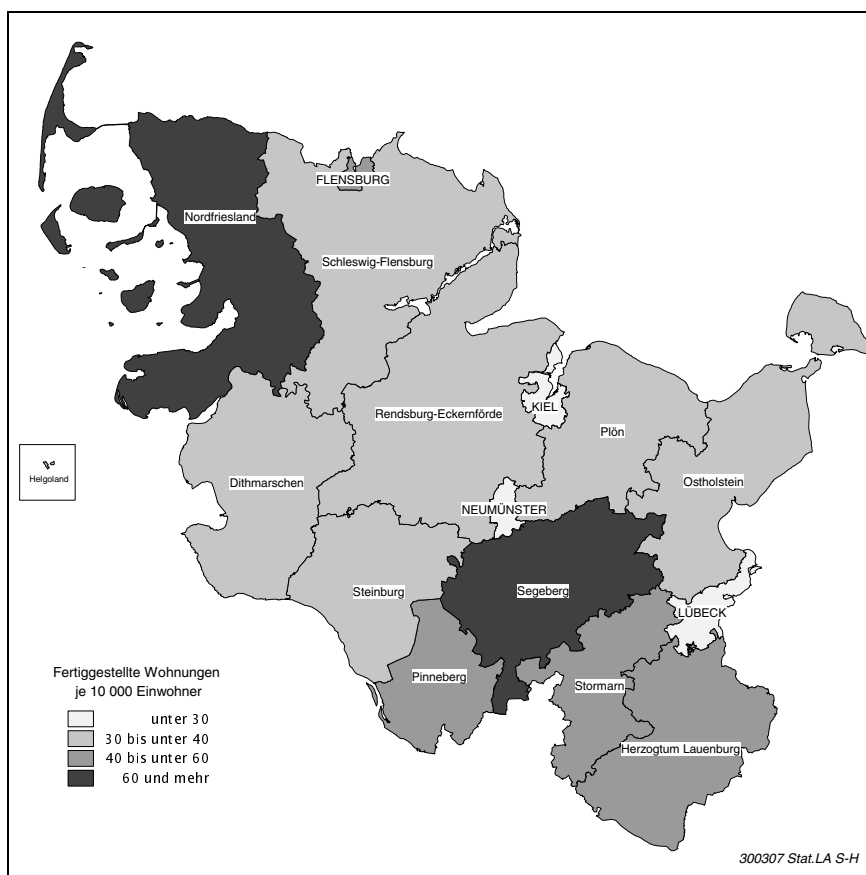 FLENSBURG
Nordfriesland
Schleswig-Flensburg
Rendsburg-Eckernförde
KIEL
Plön
Helgoland
Dithmarschen
Ostholstein
NEUMÜNSTER
Steinburg
Segeberg
LÜBECK
Pinneberg
Stormarn
Herzogtum Lauenburg
Fertiggestellte Wohnungen
je 10 000 Einwohner
unter 30
30 bis unter 40
40 bis unter 60
60 und mehr
300307 Stat.LA S-H